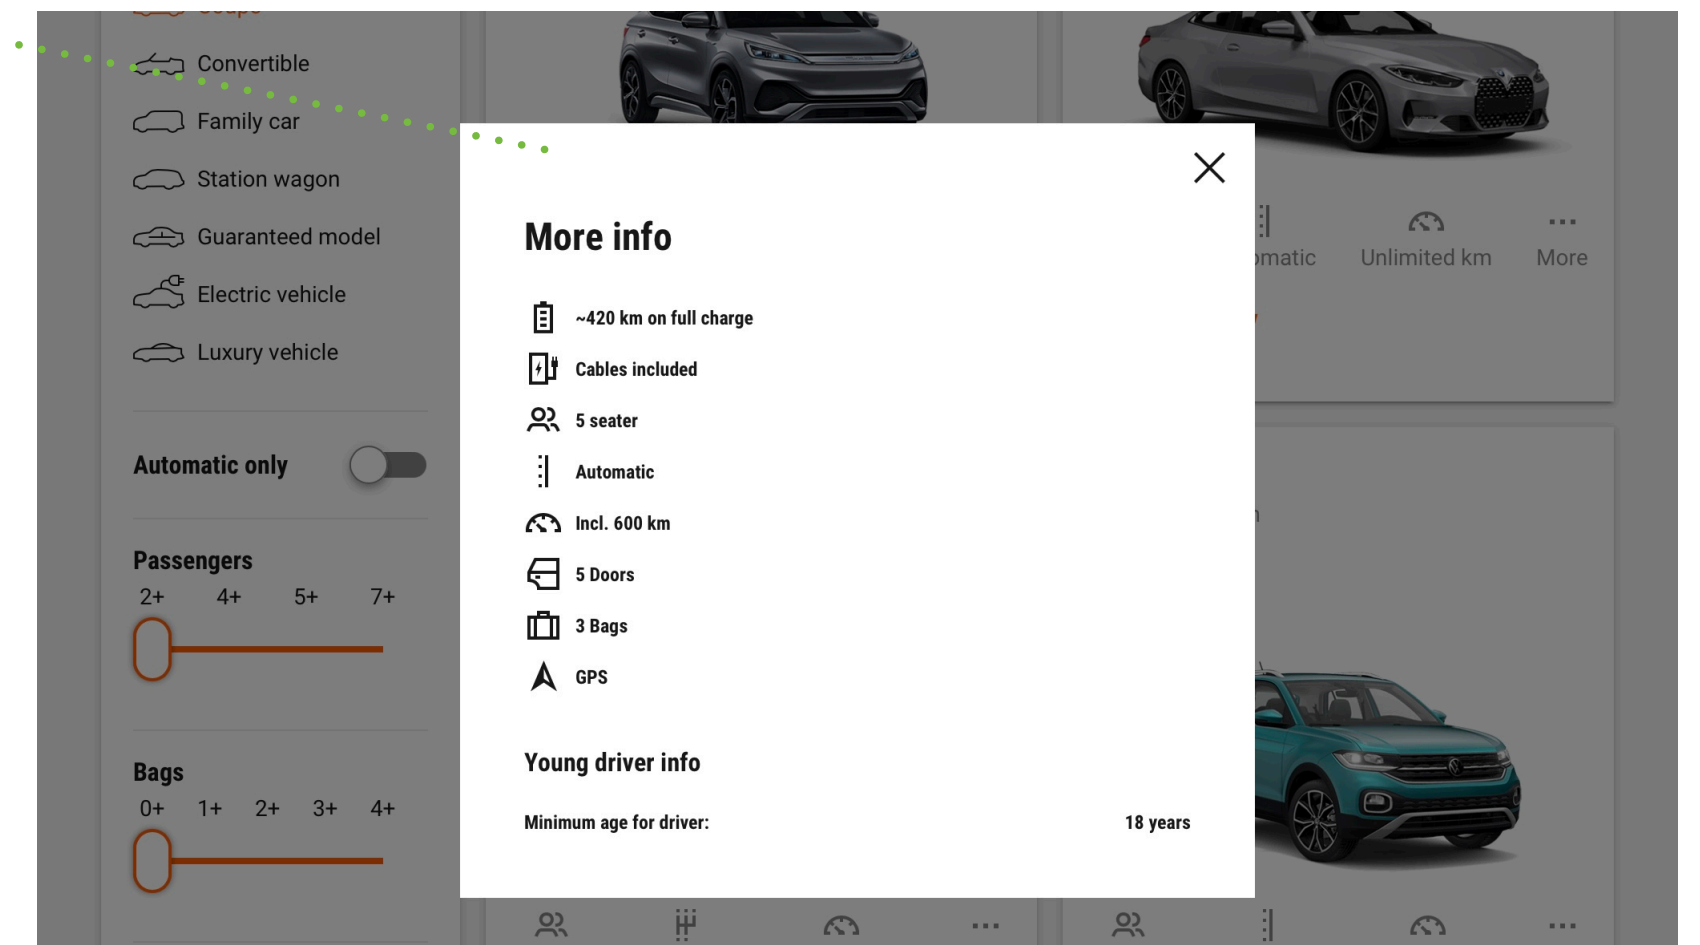 Coupé
Convertible
Family car
Station wagon
Guaranteed model
Electric vehicle
Luxury vehicle
Automatic only
Passengers
2+ 4+ 5+ 7+
Bags
0+ 1+ 2+ 3+ 4+
More info
~420 km on full charge
Cables included
5 seater
Automatic
Incl. 600 km
5 Doors
3 Bags
GPS
Young driver info
Minimum age for driver: 18 years
omatic Unlimited km More